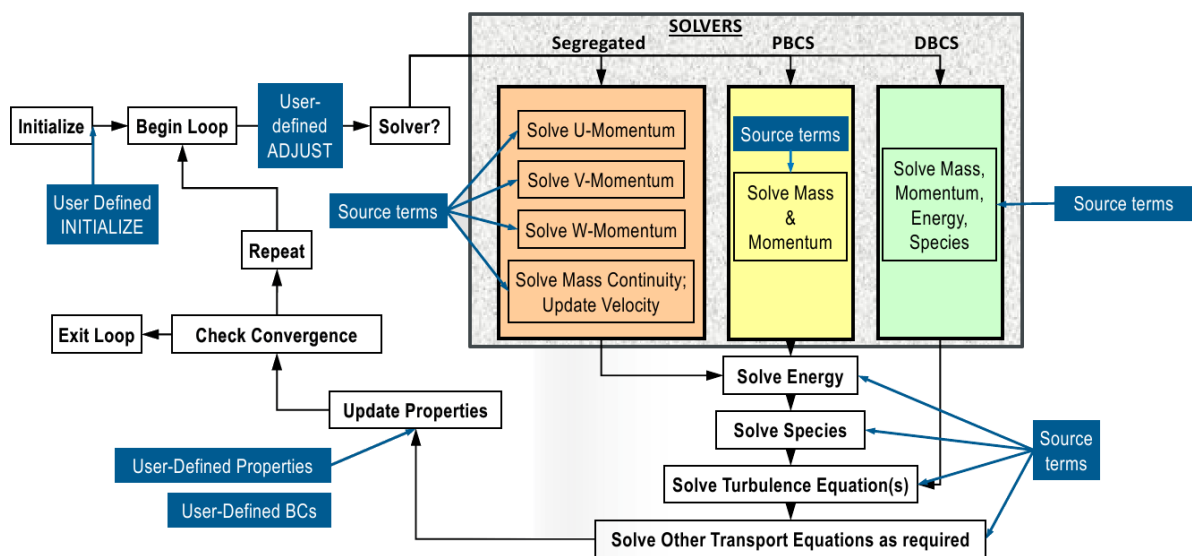 SOLVERS
Segregated
PBCS
DBCS
Initialize
Begin Loop
User-
defined
ADJUST
Solver?
User Defined
INITIALIZE
Source terms
Solve U-Momentum
Solve V-Momentum
Solve W-Momentum
Solve Mass Continuity;
Update Velocity
Source terms
Solve Mass
&
Momentum
Solve Mass,
Momentum,
Energy,
Species
Source terms
Repeat
Exit Loop
Check Convergence
Update Properties
User-Defined Properties
User-Defined BCs
Solve Energy
Solve Species
Solve Turbulence Equation(s)
Solve Other Transport Equations as required
Source
terms